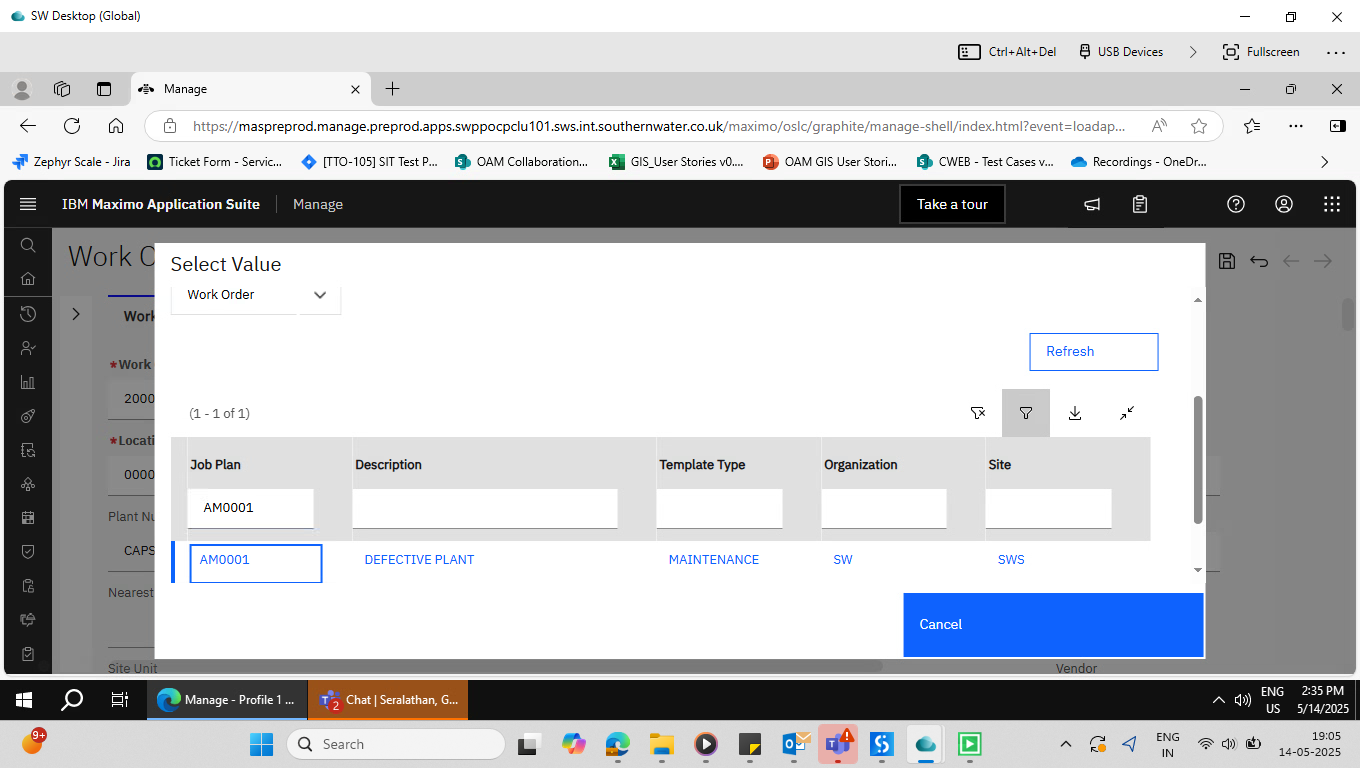 SW Desktop (Global)
Ctrl+Alt+Del USB Devices Fullscreen
Manage
https://maspreprod.manage.preprod.apps.swppocpclu101.sws.int.southernwater.co.uk/maximo/oslc/graphite/manage-shell/index.html?event=loadap...
Zephyr Scale - Jira Ticket Form - Servic... [TTO-105] SIT Test P... OAM Collaboration... GIS_User Stories v0.... OAM GIS User Stori... CWEB - Test Cases v... Recordings - OneDr...
IBM Maximo Application Suite Manage Take a tour
Work O
Select Value
Work Order
Work
*Work
Refresh
2000
(1 - 1 of 1)
*Locati
Job Plan Description Template Type Organization Site
0000
AM0001
Plant Nu
CAPS
AM0001 DEFECTIVE PLANT MAINTENANCE SW SWS
Nearest
Cancel
Site Unit Vendor
Manage - Profile 1 ... Chat | Seralathan, G...
2
ENG
US
2:35 PM
5/14/2025
9+
Search
ENG
IN
19:05
14-05-2025